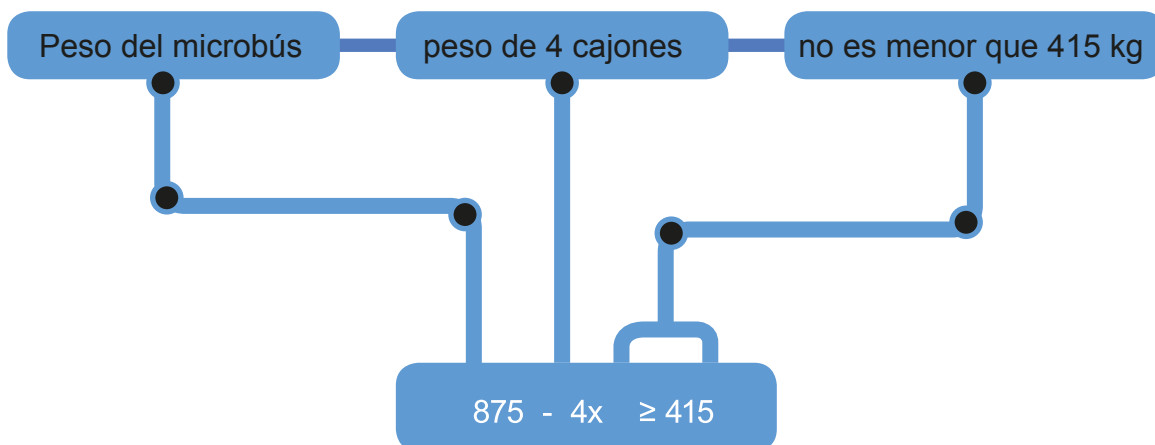 Peso del microbús
peso de 4 cajones
no es menor que 415 kg
875 - 4x ≥ 415